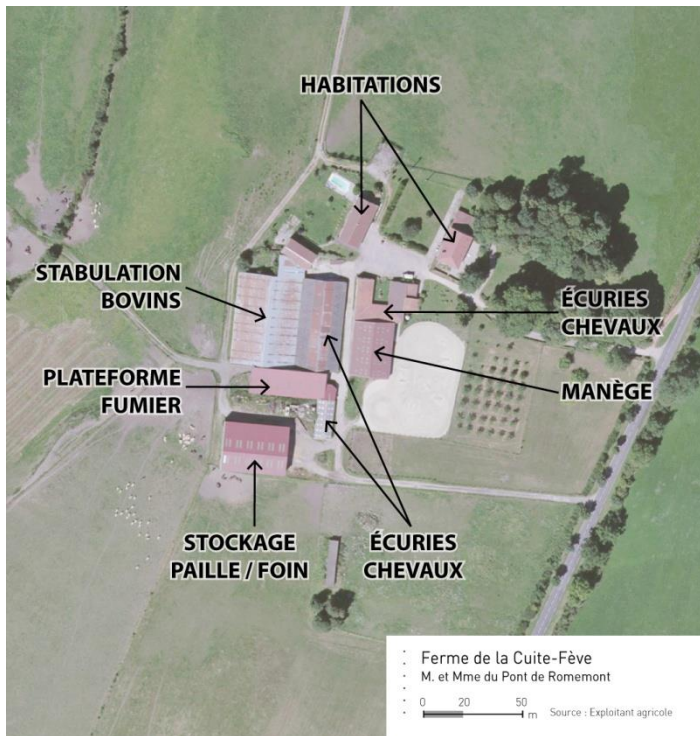 HABITATIONS
STABULATION
BOVINS
ÉCURIES
CHEVAUX
PLATEFORME
FUMIER
MANÈGE
STOCKAGE
PAILLE / FOIN
ÉCURIES
CHEVAUX
Ferme de la Cuite-Fève
M. et Mme du Pont de Romemont
0 20 50
m
Source : Exploitant agricole